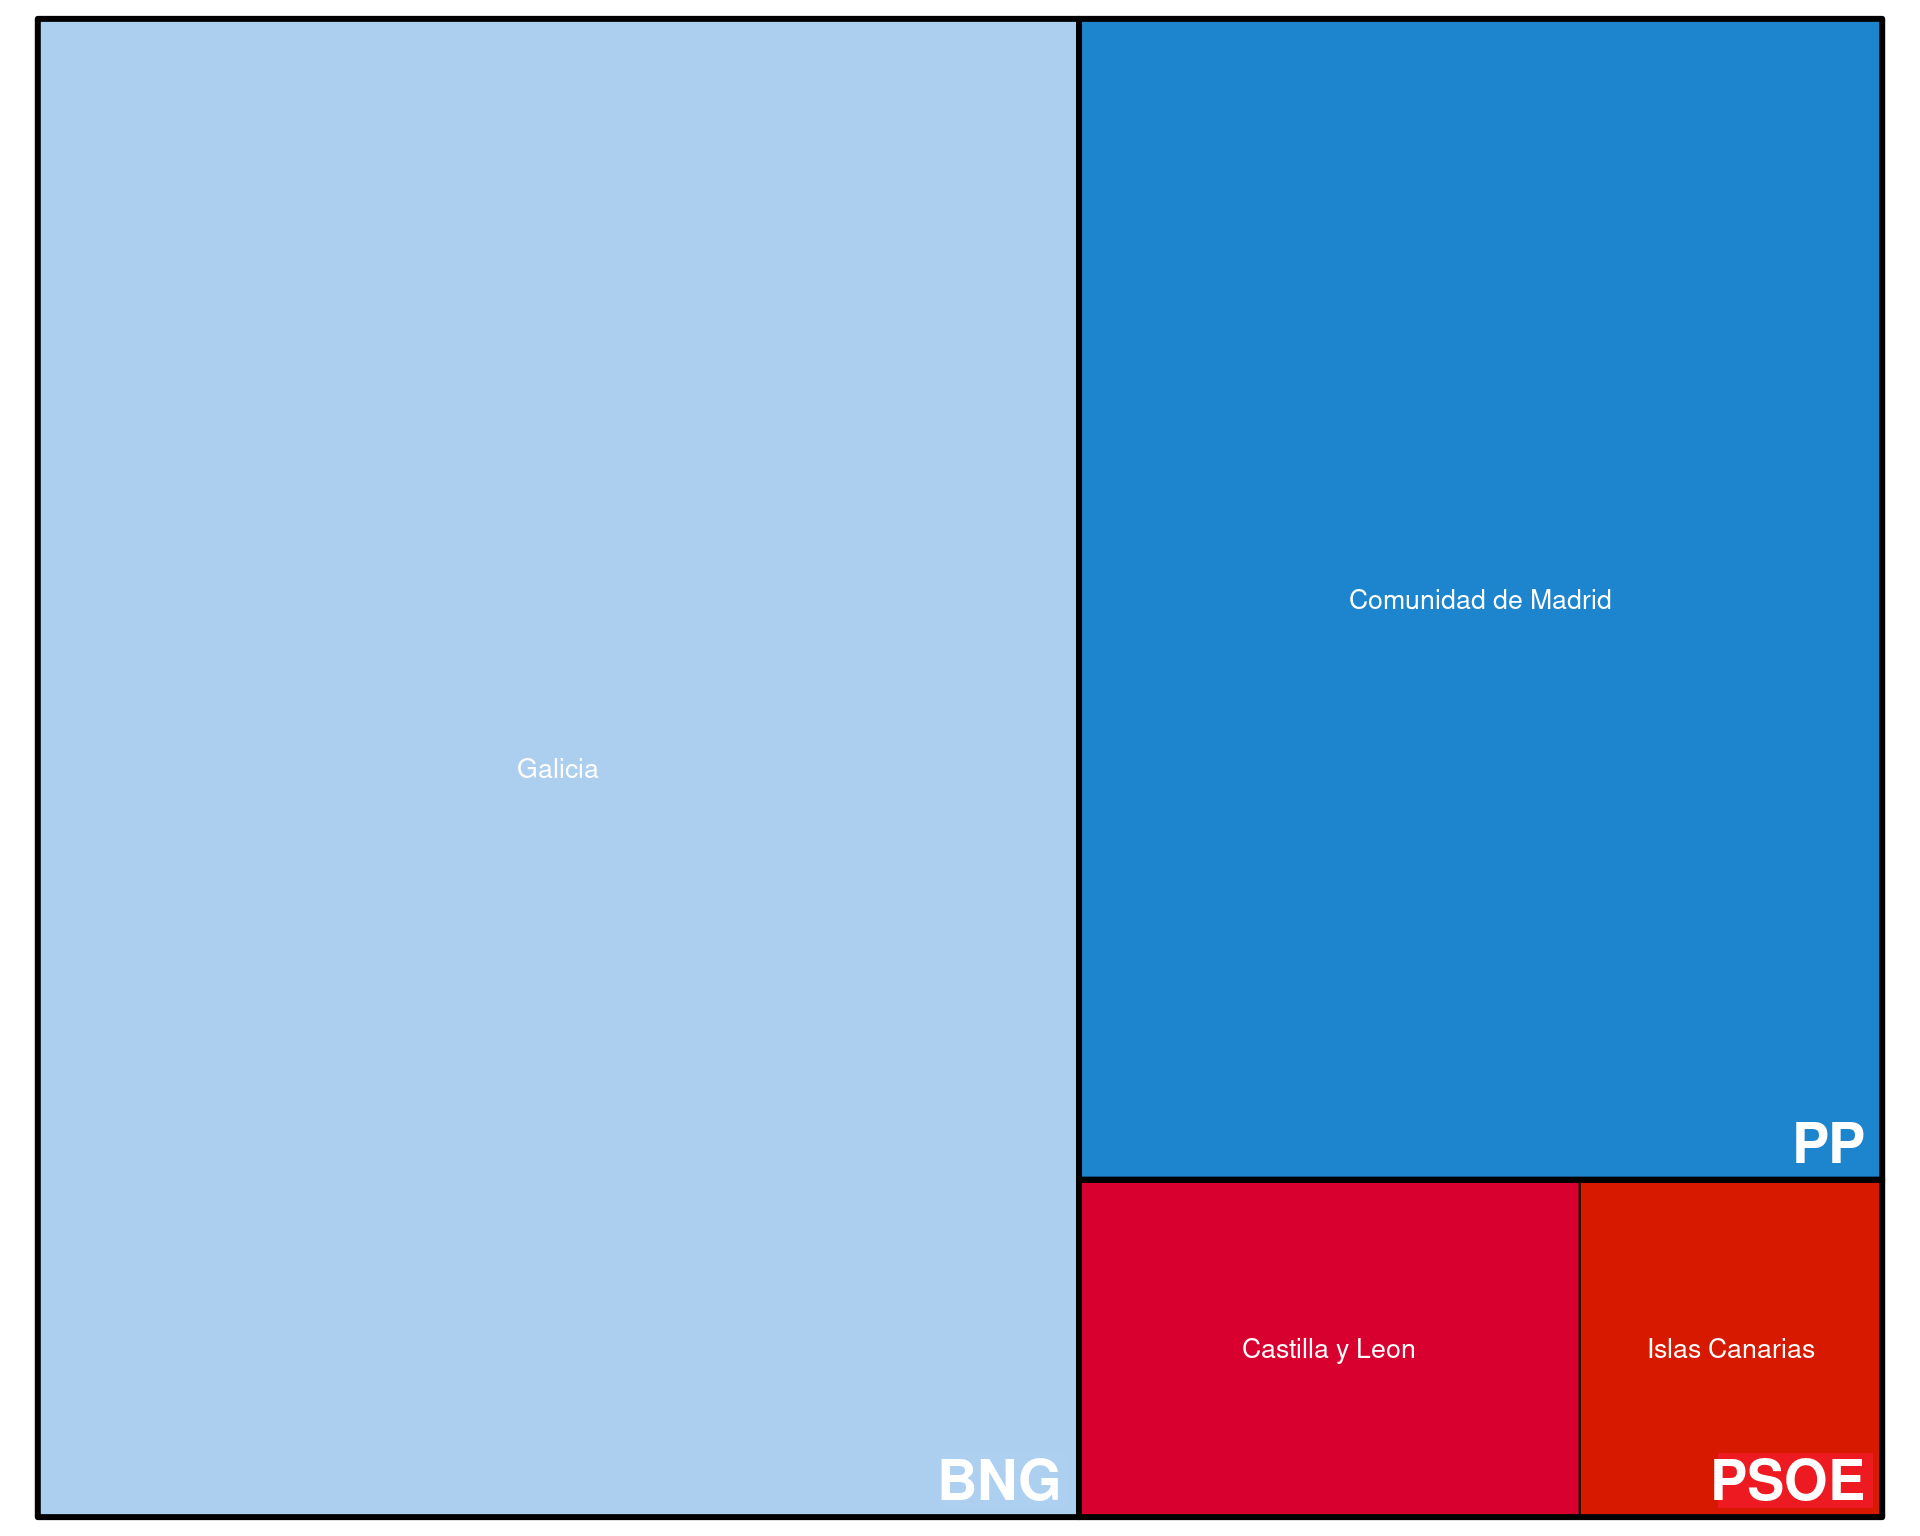 Galicia
BNG
Comunidad de Madrid
PP
Castilla y Leon
Islas Canarias
PSOE